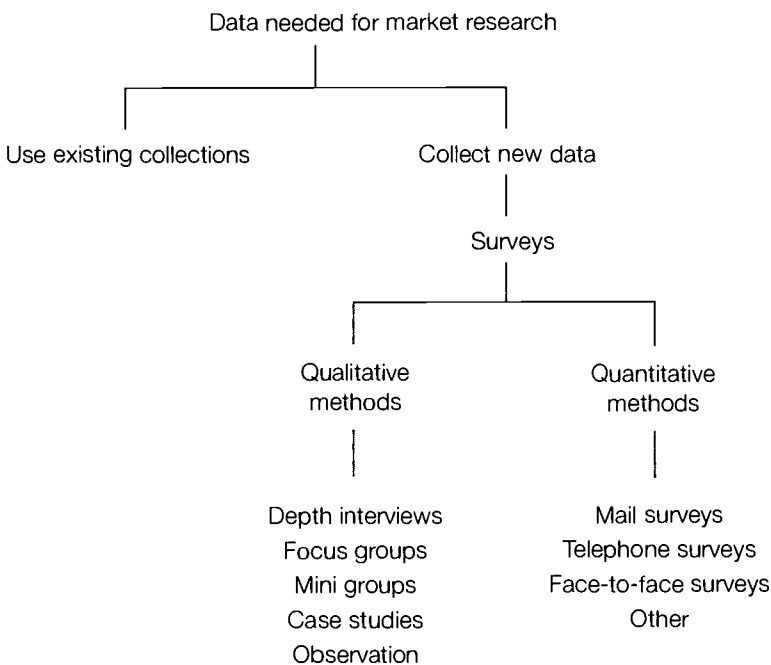 Data needed for market research
Use existing collections
Collect new data
Surveys
Qualitative
methods
Quantitative
methods
Depth interviews
Focus groups
Mini groups
Case studies
Observation
Mail surveys
Telephone surveys
Face-to-face surveys
Other